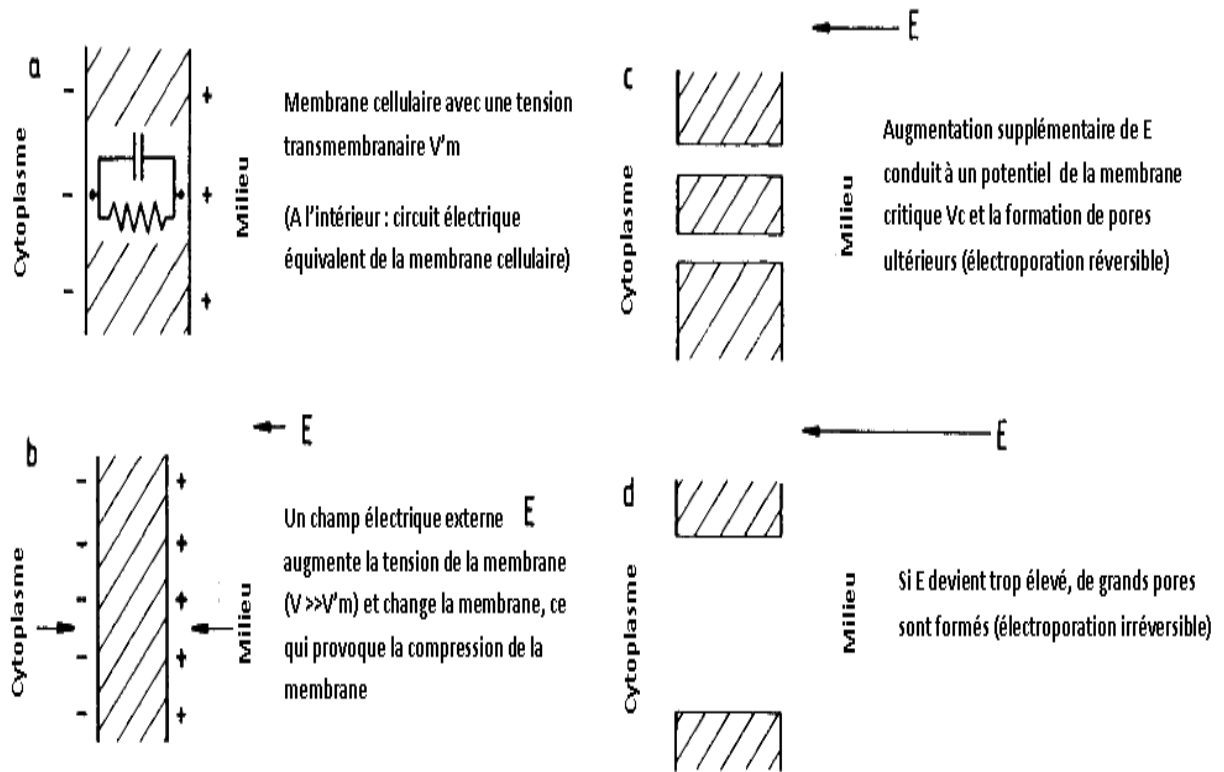 a
Cytoplasme
- + 
- +
- +
Milieu
Membrane cellulaire avec une tension
transmembranaire V'm
(A l'intérieur : circuit électrique
équivalent de la membrane cellulaire)
b
E
Cytoplasme
- +
- +
- +
- +
- +
Milieu
Un champ électrique externe E
augmente la tension de la membrane
(V >>V'm) et change la membrane, ce
qui provoque la compression de la
membrane
c
E
Cytoplasme
Milieu
Augmentation supplémentaire de E
conduit à un potentiel de la membrane
critique Vc et la formation de pores
ultérieurs (électroporation réversible)
d
E
Cytoplasme
Milieu
Si E devient trop élevé, de grands pores
sont formés (électroporation irréversible)